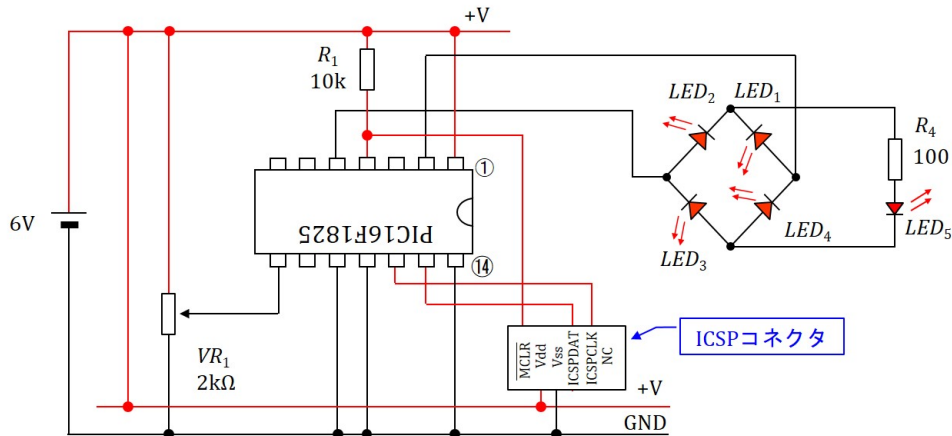 +V
R₁
10k
LED₂
LED₁
R₄
100
①
6V
PIC16F1825
LED₅
LED₃
LED₄
⑭
VR₁
2kΩ
MCLR
Vdd
Vss
ICSPDAT
ICSPCLK
NC
ICSPコネクタ
+V
GND